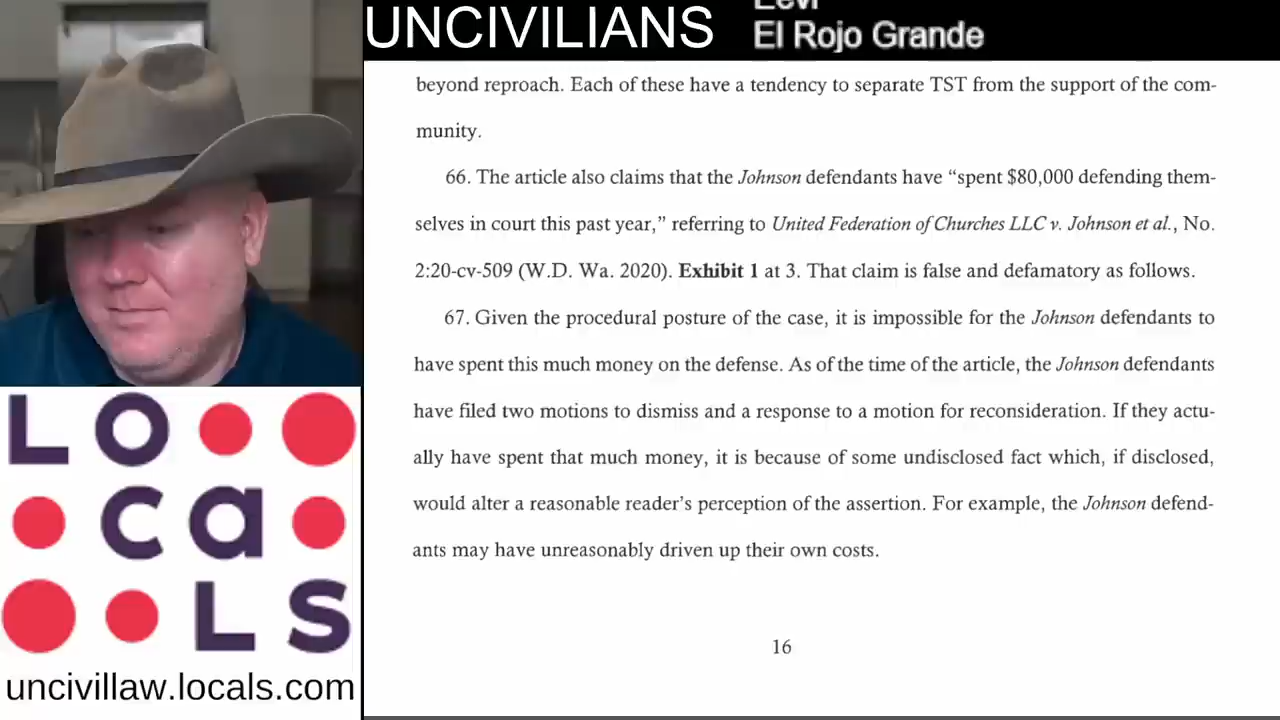 UNCIVILIANS
El Rojo Grande
beyond reproach. Each of these have a tendency to separate TST from the support of the com-
munity.
66. The article also claims that the Johnson defendants have “spent $80,000 defending them-
selves in court this past year,” referring to United Federation of Churches LLC v. Johnson et al., No.
2:20-cv-509 (W.D. Wa. 2020). Exhibit 1 at 3. That claim is false and defamatory as follows.
67. Given the procedural posture of the case, it is impossible for the Johnson defendants to
have spent this much money on the defense. As of the time of the article, the Johnson defendants
have filed two motions to dismiss and a response to a motion for reconsideration. If they actu-
ally have spent that much money, it is because of some undisclosed fact which, if disclosed,
would alter a reasonable reader’s perception of the assertion. For example, the Johnson defend-
ants may have unreasonably driven up their own costs.
16
LO
ca
LS
uncivillaw.locals.com